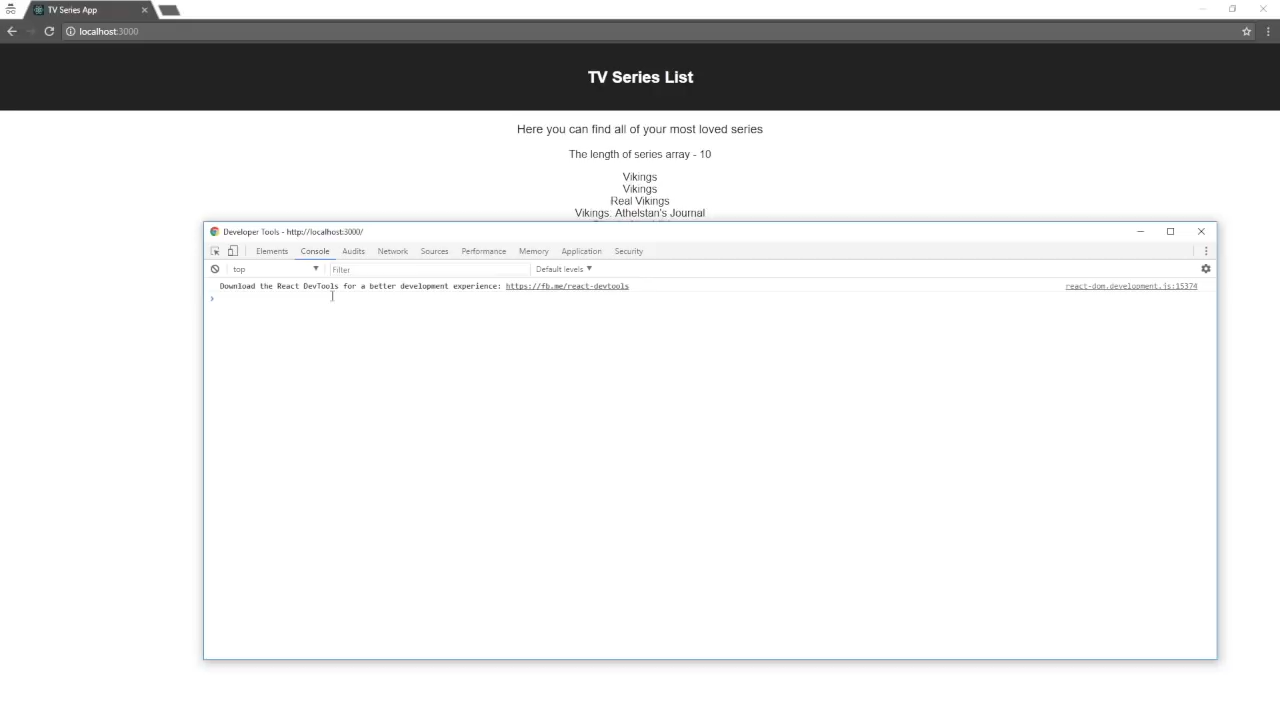 TV Series App
localhost:3000
TV Series List
Here you can find all of your most loved series
The length of series array - 10
Vikings
Vikings
Real Vikings
Vikings: Athelstan's Journal
Developer Tools - http://localhost:3000/
Elements Console Audits Network Sources Performance Memory Application Security
top Filter Default levels
Download the React DevTools for a better development experience: https://fb.me/react-devtools react-dom.development.js:15374